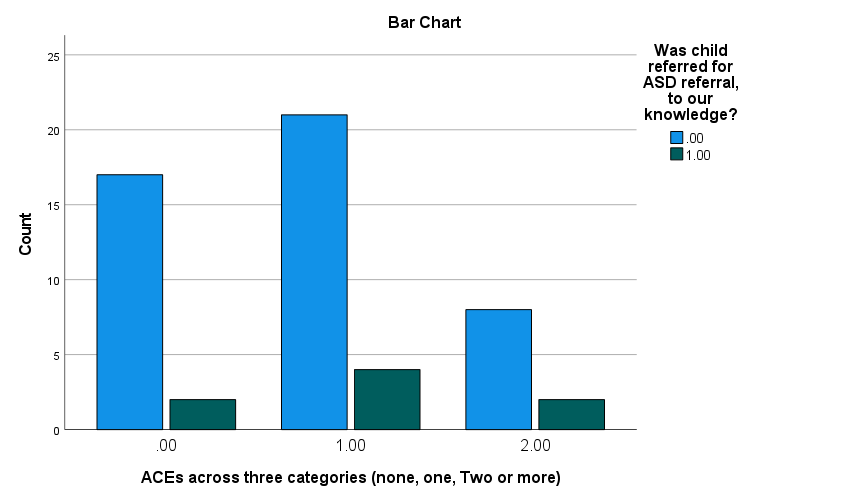 Bar Chart
Was child
referred for
ASD referral,
to our
knowledge?
.00
1.00
25
20
15
10
5
0
Count
.00
1.00
2.00
ACEs across three categories (none, one, Two or more)